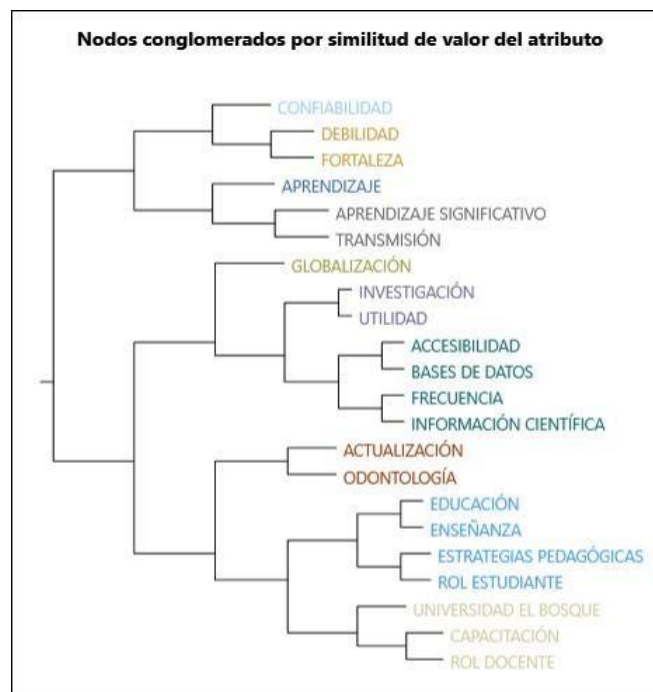 Nodos conglomerados por similitud de valor del atributo
CONFIABILIDAD
DEBILIDAD
FORTALEZA
APRENDIZAJE
APRENDIZAJE SIGNIFICATIVO
TRANSMISIÓN
GLOBALIZACIÓN
INVESTIGACIÓN
UTILIDAD
ACCESIBILIDAD
BASES DE DATOS
FRECUENCIA
INFORMACIÓN CIENTÍFICA
ACTUALIZACIÓN
ODONTOLOGÍA
EDUCACIÓN
ENSEÑANZA
ESTRATEGIAS PEDAGÓGICAS
ROL ESTUDIANTE
UNIVERSIDAD EL BOSQUE
CAPACITACIÓN
ROL DOCENTE